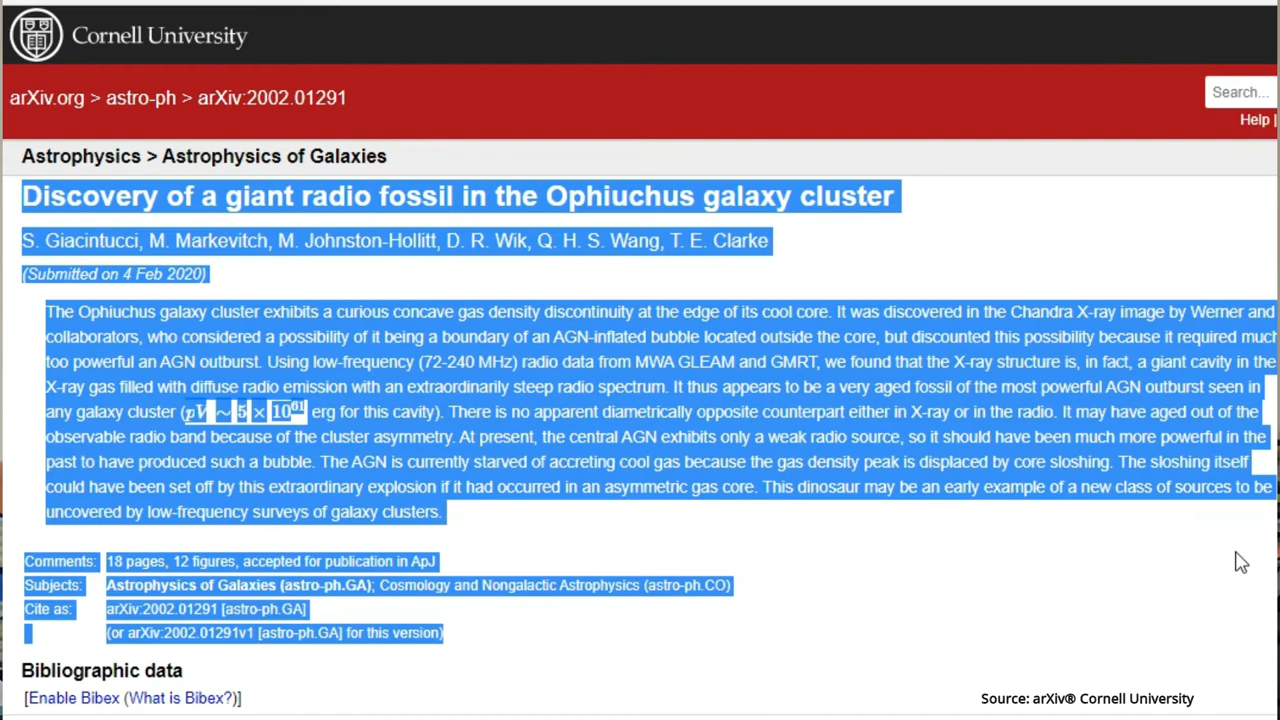 Cornell University
arXiv.org > astro-ph > arXiv:2002.01291
Search...
Help |
Astrophysics > Astrophysics of Galaxies
Discovery of a giant radio fossil in the Ophiuchus galaxy cluster
S. Giacintucci, M. Markevitch, M. Johnston-Hollitt, D. R. Wik, Q. H. S. Wang, T. E. Clarke
(Submitted on 4 Feb 2020)
The Ophiuchus galaxy cluster exhibits a curious concave gas density discontinuity at the edge of its cool core. It was discovered in the Chandra X-ray image by Werner and
collaborators, who considered a possibility of it being a boundary of an AGN-inflated bubble located outside the core, but discounted this possibility because it required much
too powerful an AGN outburst. Using low-frequency (72-240 MHz) radio data from MWA GLEAM and GMRT, we found that the X-ray structure is, in fact, a giant cavity in the
X-ray gas filled with diffuse radio emission with an extraordinarily steep radio spectrum. It thus appears to be a very aged fossil of the most powerful AGN outburst seen in
any galaxy cluster (pV ∼ 5 × 10^61 erg for this cavity). There is no apparent diametrically opposite counterpart either in X-ray or in the radio. It may have aged out of the
observable radio band because of the cluster asymmetry. At present, the central AGN exhibits only a weak radio source, so it should have been much more powerful in the
past to have produced such a bubble. The AGN is currently starved of accreting cool gas because the gas density peak is displaced by core sloshing. The sloshing itself
could have been set off by this extraordinary explosion if it had occurred in an asymmetric gas core. This dinosaur may be an early example of a new class of sources to be
uncovered by low-frequency surveys of galaxy clusters.
Comments: 18 pages, 12 figures, accepted for publication in ApJ
Subjects: Astrophysics of Galaxies (astro-ph.GA); Cosmology and Nongalactic Astrophysics (astro-ph.CO)
Cite as: arXiv:2002.01291 [astro-ph.GA]
(or arXiv:2002.01291v1 [astro-ph.GA] for this version)
Bibliographic data
[Enable Bibex (What is Bibex?)]
Source: arXiv® Cornell University